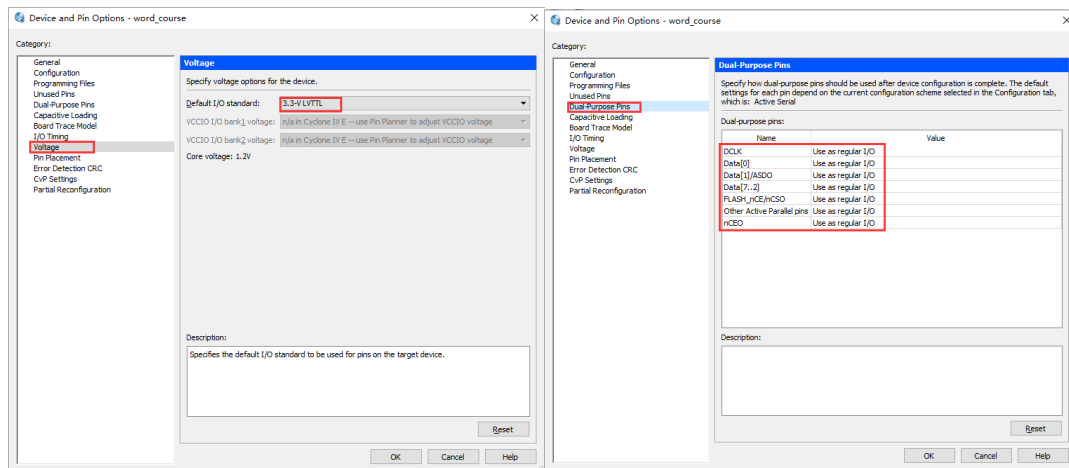 Device and Pin Options - word_course
Category:
General
Configuration
Programming Files
Unused Pins
Dual-Purpose Pins
Capacitive Loading
Board Trace Model
I/O Timing
Voltage
Pin Placement
Error Detection CRC
CvP Settings
Partial Reconfiguration
Voltage
Specify voltage options for the device.
Default I/O standard: 3.3-V LVTTL
VCCIO I/O bank1 voltage: n/a in Cyclone IV E -- use Pin Planner to adjust VCCIO voltage
VCCIO I/O bank2 voltage: n/a in Cyclone IV E -- use Pin Planner to adjust VCCIO voltage
Core voltage: 1.2V
Description:
Specifies the default I/O standard to be used for pins on the target device.
Reset
OK Cancel Help
Device and Pin Options - word_course
Category:
General
Configuration
Programming Files
Unused Pins
Dual-Purpose Pins
Capacitive Loading
Board Trace Model
I/O Timing
Voltage
Pin Placement
Error Detection CRC
CvP Settings
Partial Reconfiguration
Dual-Purpose Pins
Specify how dual-purpose pins should be used after device configuration is complete. The default
settings for each pin depend on the current configuration scheme selected in the Configuration tab,
which is: Active Serial
Dual-purpose pins:
Name Value
DCLK Use as regular I/O
Data[0] Use as regular I/O
Data[1]/ASDO Use as regular I/O
Data[7..2] Use as regular I/O
FLASH_nCE/nCSO Use as regular I/O
Other Active Parallel pins Use as regular I/O
nCEO Use as regular I/O
Description:
Reset
OK Cancel Help